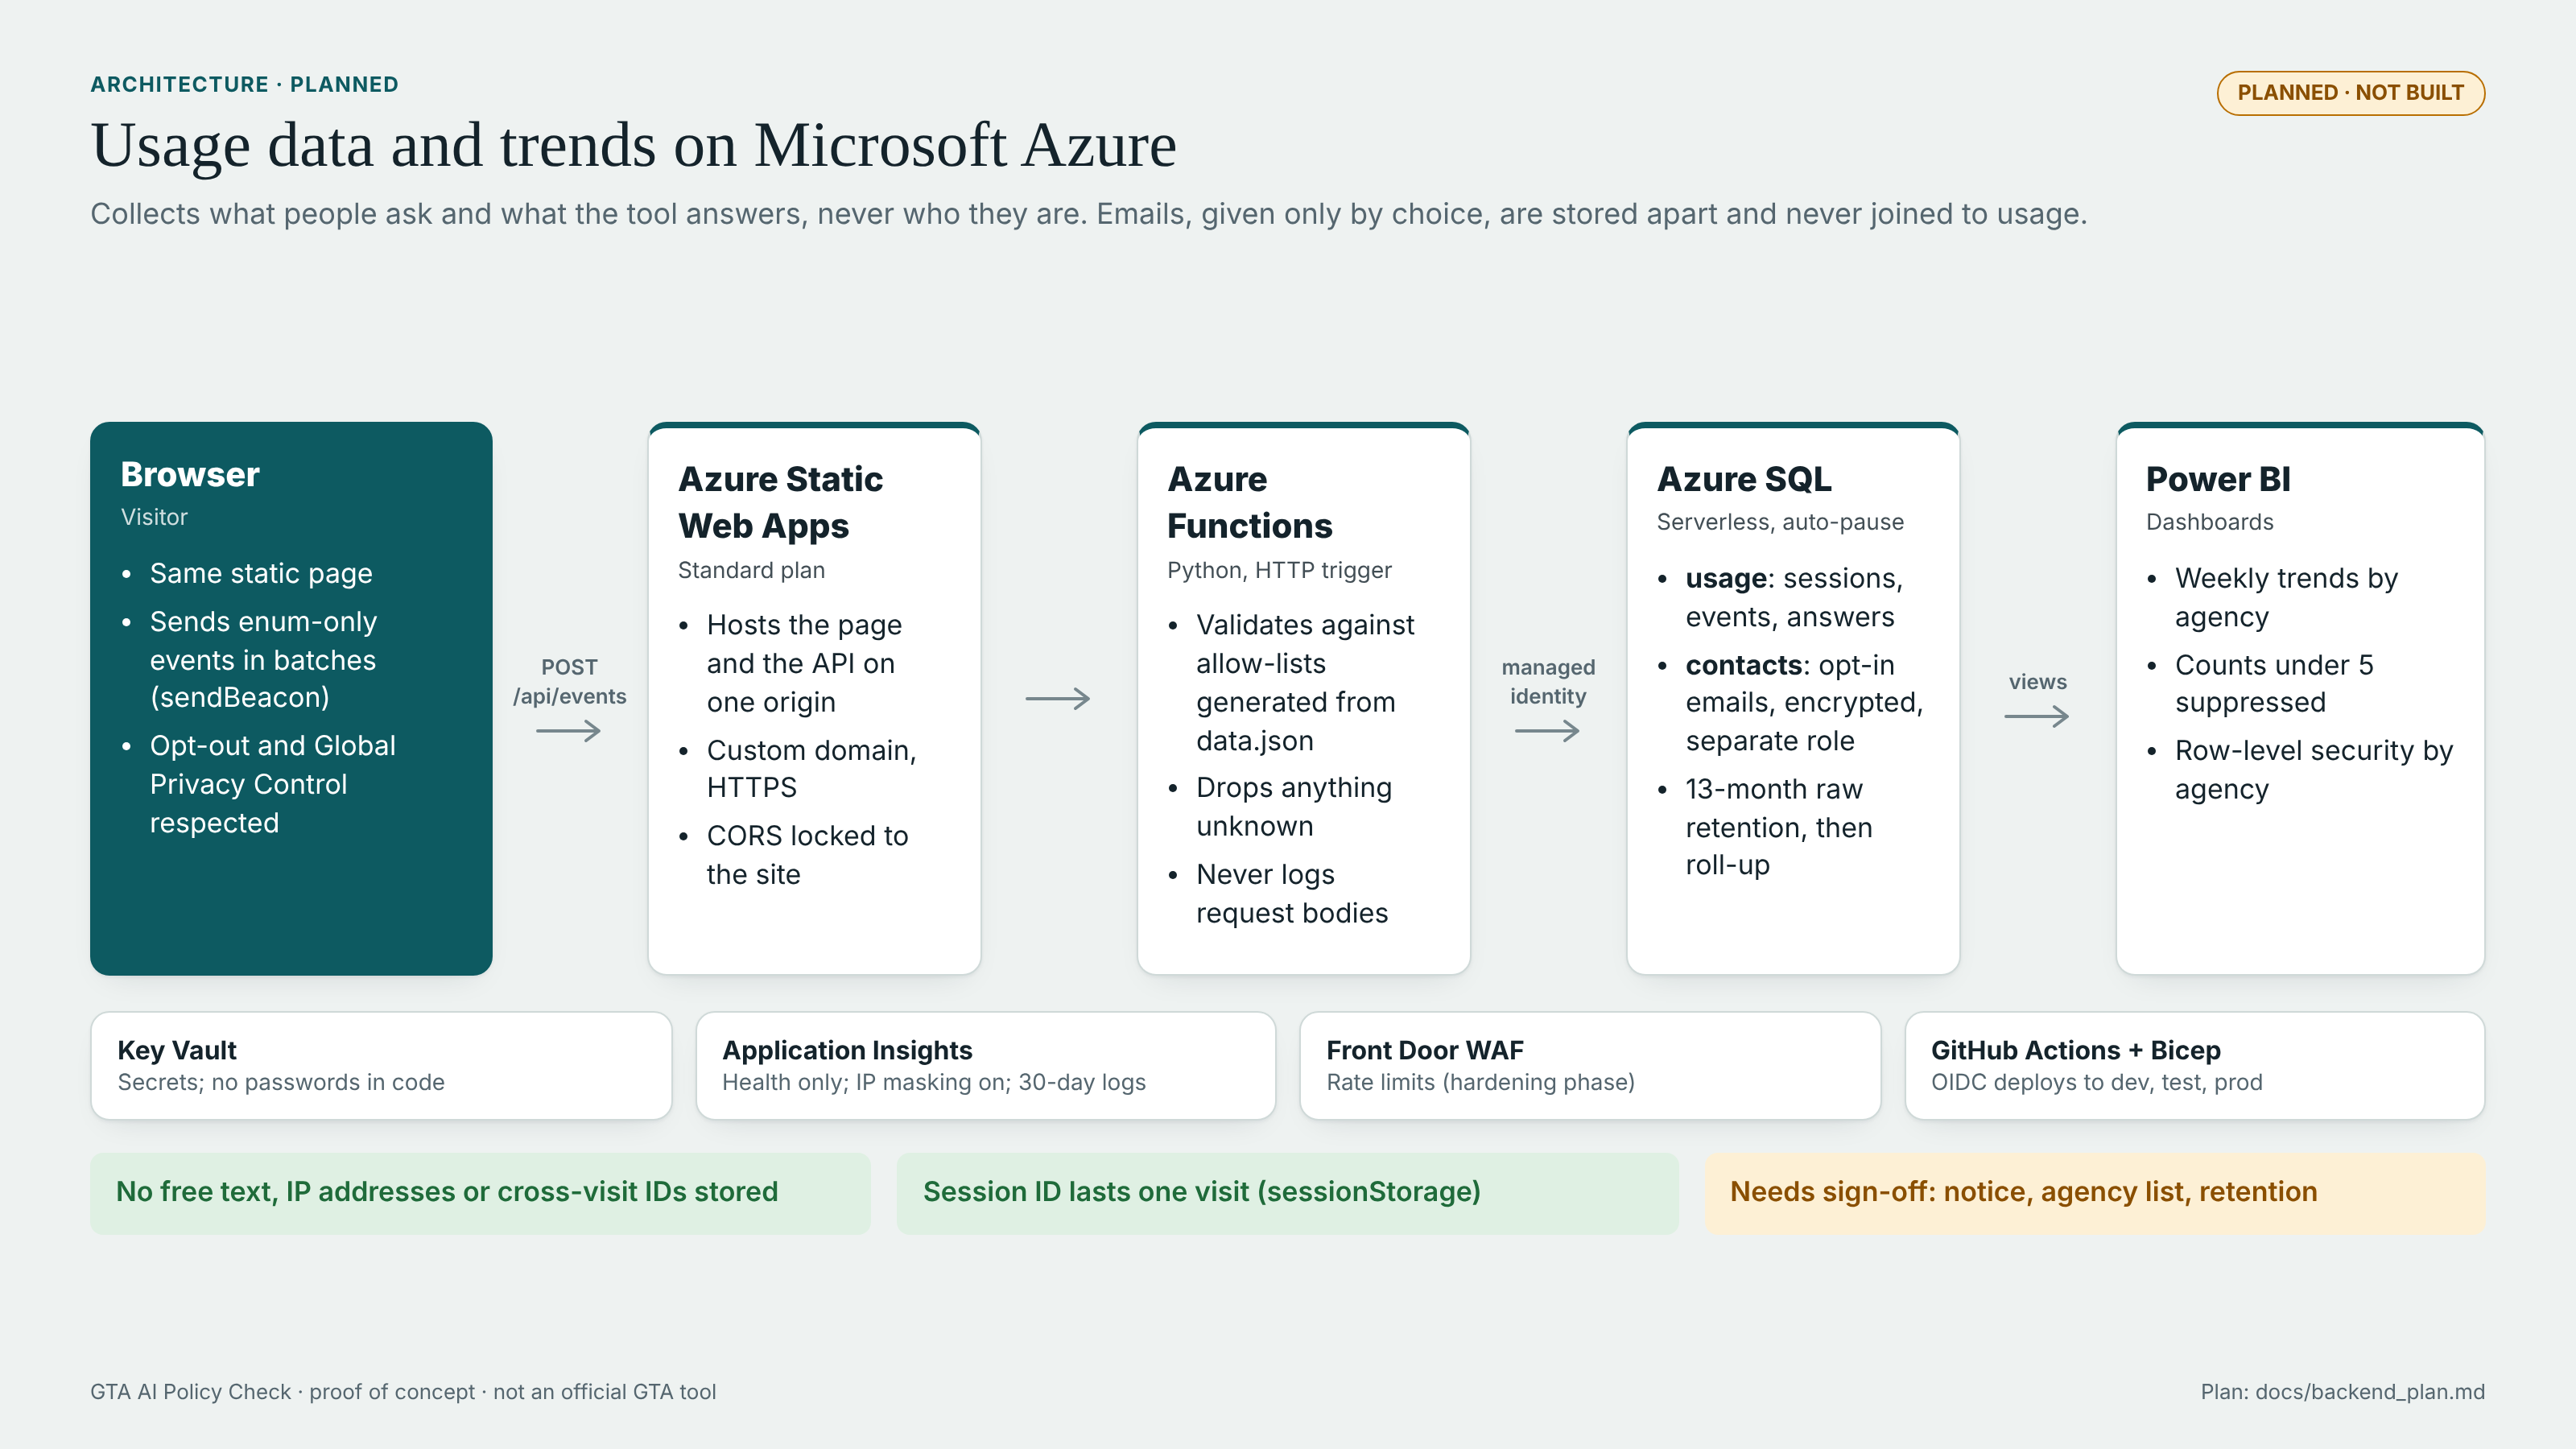 ARCHITECTURE · PLANNED
PLANNED · NOT BUILT
Usage data and trends on Microsoft Azure
Collects what people ask and what the tool answers, never who they are. Emails, given only by choice, are stored apart and never joined to usage.
Browser
Visitor
• Same static page
• Sends enum-only
events in batches
(sendBeacon)
• Opt-out and Global
Privacy Control
respected
POST
/api/events
Azure Static
Web Apps
Standard plan
• Hosts the page
and the API on
one origin
• Custom domain,
HTTPS
• CORS locked to
the site
Azure
Functions
Python, HTTP trigger
• Validates against
allow-lists
generated from
data.json
• Drops anything
unknown
• Never logs
request bodies
managed
identity
Azure SQL
Serverless, auto-pause
• usage: sessions,
events, answers
• contacts: opt-in
emails, encrypted,
separate role
• 13-month raw
retention, then
roll-up
views
Power BI
Dashboards
• Weekly trends by
agency
• Counts under 5
suppressed
• Row-level security by
agency
Key Vault
Secrets; no passwords in code
Application Insights
Health only; IP masking on; 30-day logs
Front Door WAF
Rate limits (hardening phase)
GitHub Actions + Bicep
OIDC deploys to dev, test, prod
No free text, IP addresses or cross-visit IDs stored
Session ID lasts one visit (sessionStorage)
Needs sign-off: notice, agency list, retention
GTA AI Policy Check · proof of concept · not an official GTA tool
Plan: docs/backend_plan.md